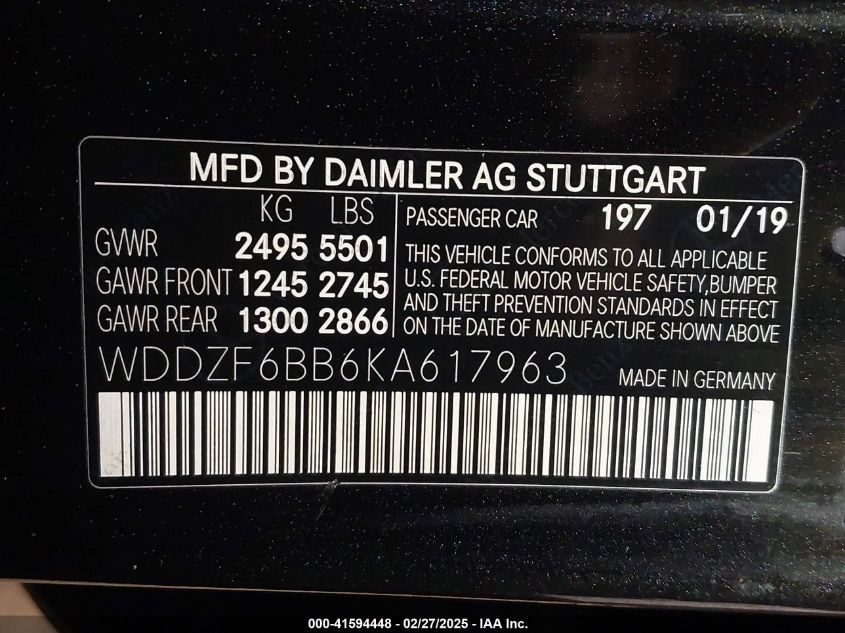 MFD BY DAIMLER AG STUTTGART
KG LBS
GVWR 2495 5501
GAWR FRONT 1245 2745
GAWR REAR 1300 2866
PASSENGER CAR 197 01/19
THIS VEHICLE CONFORMS TO ALL APPLICABLE
U.S. FEDERAL MOTOR VEHICLE SAFETY,BUMPER
AND THEFT PREVENTION STANDARDS IN EFFECT
ON THE DATE OF MANUFACTURE SHOWN ABOVE
WDDZF6BB6KA617963 MADE IN GERMANY
000-41594448 - 02/27/2025 - IAA Inc.